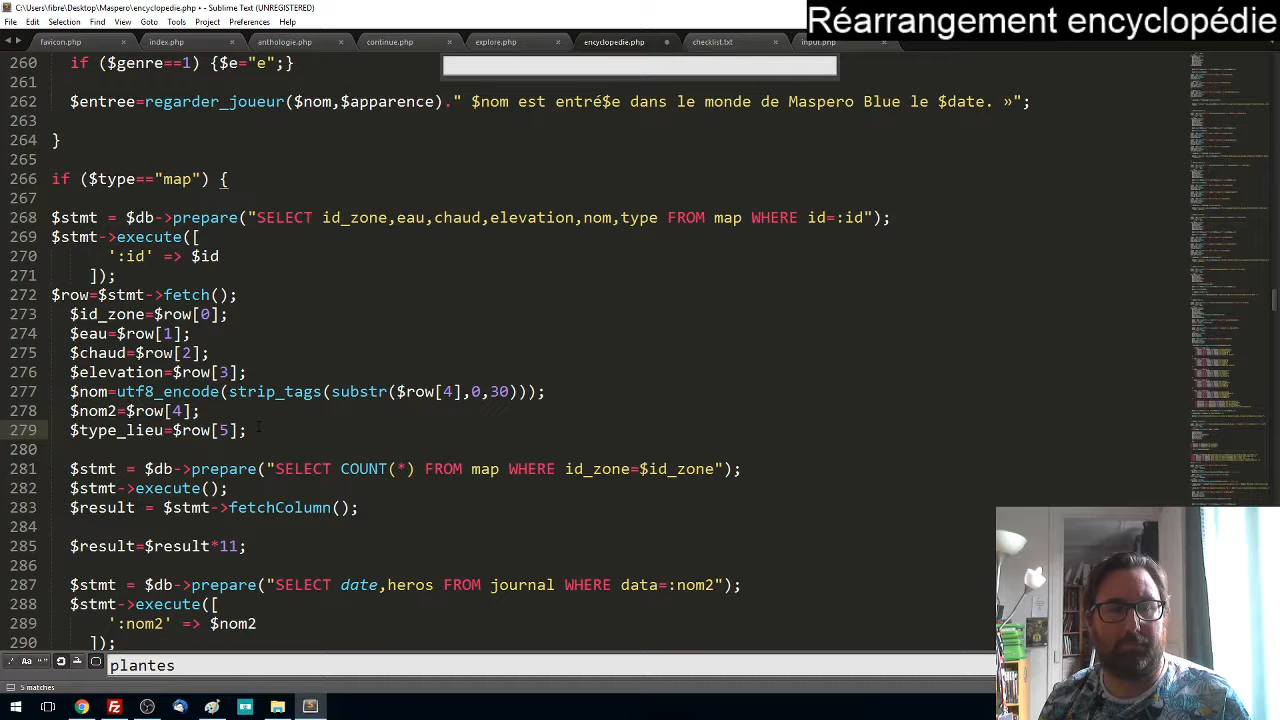 C:\Users\fibre\Desktop\Maspero\encyclopedie.php • - Sublime Text (UNREGISTERED)
Réarrangement encyclopédie
File Edit Selection Find View Goto Tools Project Preferences Help
favicon.php × index.php × anthologie.php × continue.php × explore.php × encyclopedie.php • checklist.txt × input.php ×
260 if ($genre==1) {$e="e";}
261
262 $entree=regarder_joueur($nom,$apparence)." $nom est entré$e dans le monde de Maspero Blue le $date. »";
263
264 }
265
266 if ($type=="map") {
267
268 $stmt = $db->prepare("SELECT id_zone,eau,chaud,elevation,nom,type FROM map WHERE id=:id");
269 $stmt->execute([
270 ':id' => $id
271 ]);
272 $row=$stmt->fetch();
273 $id_zone=$row[0];
274 $eau=$row[1];
275 $chaud=$row[2];
276 $elevation=$row[3];
277 $nom=utf8_encode(strip_tags(substr($row[4],0,30)));
278 $nom2=$row[4];
279 $type_lieu=$row[5];
280
281 $stmt = $db->prepare("SELECT COUNT(*) FROM map WHERE id_zone=$id_zone");
282 $stmt->execute();
283 $result = $stmt->fetchColumn();
284
285 $result=$result*11;
286
287 $stmt = $db->prepare("SELECT date,heros FROM journal WHERE data=:nom2");
288 $stmt->execute([
289 ':nom2' => $nom2
290 ]);
.* Aa ""
plantes
5 matches